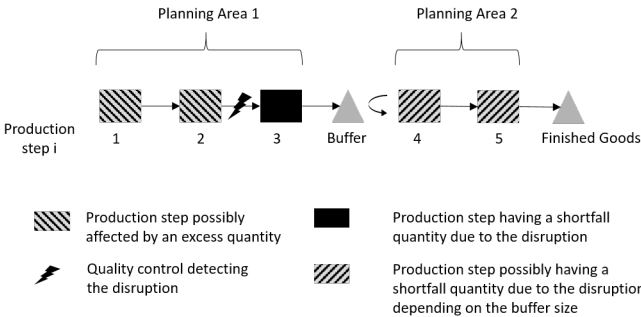 Planning Area 1
Planning Area 2
Production
step i
1
2
3
Buffer
4
5
Finished Goods
Production step possibly
affected by an excess quantity
Production step having a shortfall
quantity due to the disruption
Quality control detecting
the disruption
Production step possibly having a
shortfall quantity due to the disruption
depending on the buffer size